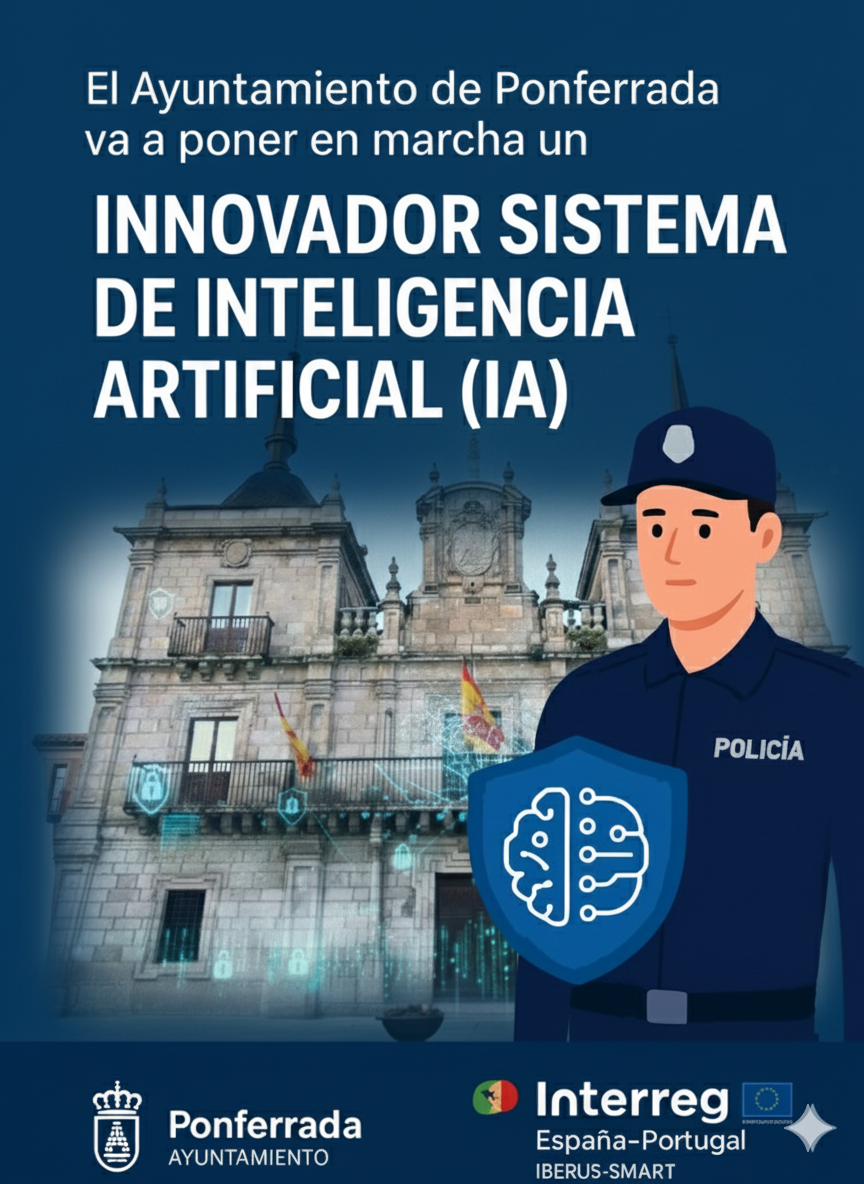 El Ayuntamiento de Ponferrada
va a poner en marcha un
INNOVADOR SISTEMA
DE INTELIGENCIA
ARTIFICIAL (IA)
POLICÍA
Ponferrada
AYUNTAMIENTO
Interreg
España-Portugal
IBERUS-SMART